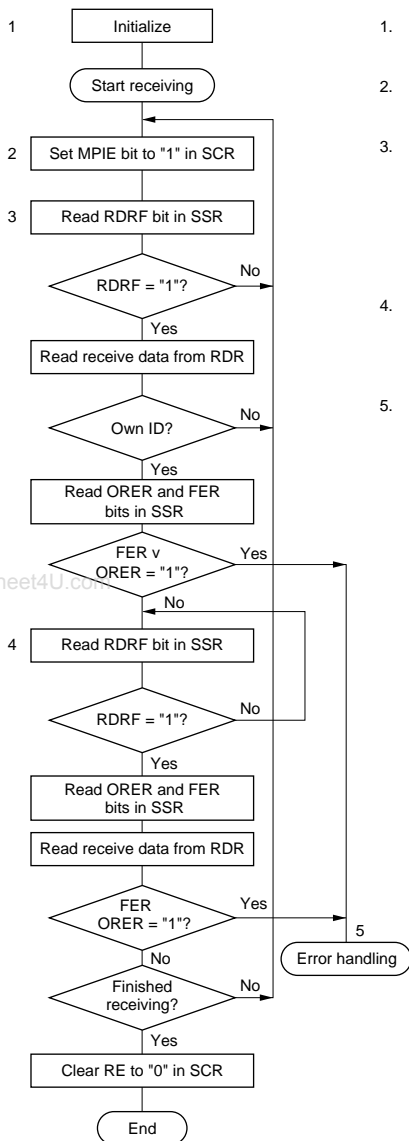 1 Initialize 1.
Start receiving 2.
2 Set MPIE bit to "1" in SCR 3.
3 Read RDRF bit in SSR
No
RDRF = "1"?
Yes 4.
Read receive data from RDR
No 5.
Own ID?
Yes
Read ORER and FER
bits in SSR
FER v Yes
ORER = "1"?
heet4U.com
No
4 Read RDRF bit in SSR
No
RDRF = "1"?
Yes
Read ORER and FER
bits in SSR
Read receive data from RDR
FER Yes
ORER = "1"?
5
No
Error handling
Finished No
receiving?
Yes
Clear RE to "0" in SCR
End